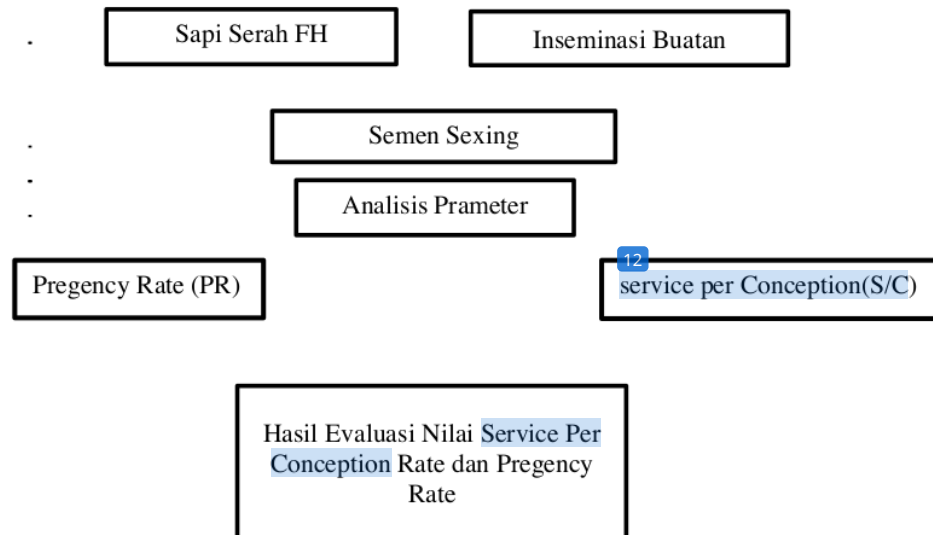 Sapi Serah FH
Inseminasi Buatan
Semen Sexing
Analisis Prameter
Pregency Rate (PR)
12
service per Conception(S/C)
Hasil Evaluasi Nilai Service Per
Conception Rate dan Pregency
Rate